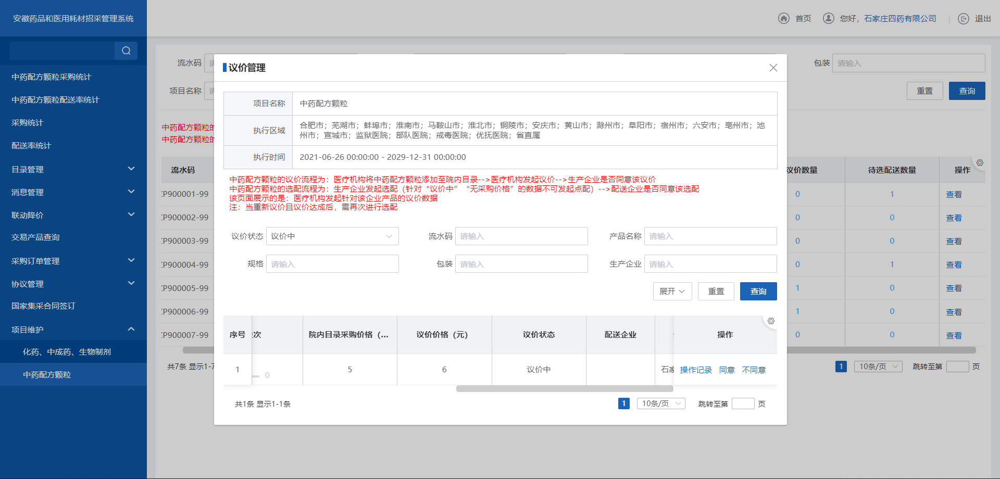 安徽药品和医用耗材招采管理系统
首页
您好，石家庄四药有限公司
退出
中药配方颗粒采购统计
中药配方颗粒配送率统计
采购统计
配送率统计
目录管理
消息管理
联动降价
交易产品查询
采购订单管理
协议管理
国家集采合同签订
项目维护
化药、中成药、生物制剂
中药配方颗粒
流水码
包装 请输入
项目名称
重置 查询
中药配方颗粒的
中药配方颗粒的
流水码 议价数量 待选配送数量 操作
ZP900001-99 0 1 查看
ZP900002-99 0 0 查看
ZP900003-99 0 0 查看
ZP900004-99 0 1 查看
ZP900005-99 1 0 查看
ZP900006-99 1 0 查看
ZP900007-99 0 0 查看
共7条 显示1-7
1 10条/页 跳转至第 页
议价管理
项目名称 中药配方颗粒
执行区域 合肥市；芜湖市；蚌埠市；淮南市；马鞍山市；淮北市；铜陵市；安庆市；黄山市；滁州市；阜阳市；宿州市；六安市；亳州市；池
州市；宣城市；监狱医院；部队医院；戒毒医院；优抚医院；省直属
执行时间 2021-06-26 00:00:00 - 2029-12-31 00:00:00
中药配方颗粒的议价流程为：医疗机构将中药配方颗粒添加至院内目录-->医疗机构发起议价-->生产企业是否同意该议价
中药配方颗粒的选配流程为：生产企业发起选配（针对“议价中”“无采购价格”的数据不可发起点配）-->配送企业是否同意该选配
该页面展示的是：医疗机构发起针对该企业产品的议价数据
注：当重新议价且议价达成后，需再次进行选配
议价状态 议价中 流水码 请输入 产品名称 请输入
规格 请输入 包装 请输入 生产企业 请输入
展开 重置 查询
序号 次 院内目录采购价格（... 议价价格（元） 议价状态 配送企业 操作
1 0 5 6 议价中 石家 操作记录 同意 不同意
共1条 显示1-1条
1 10条/页 跳转至第 页